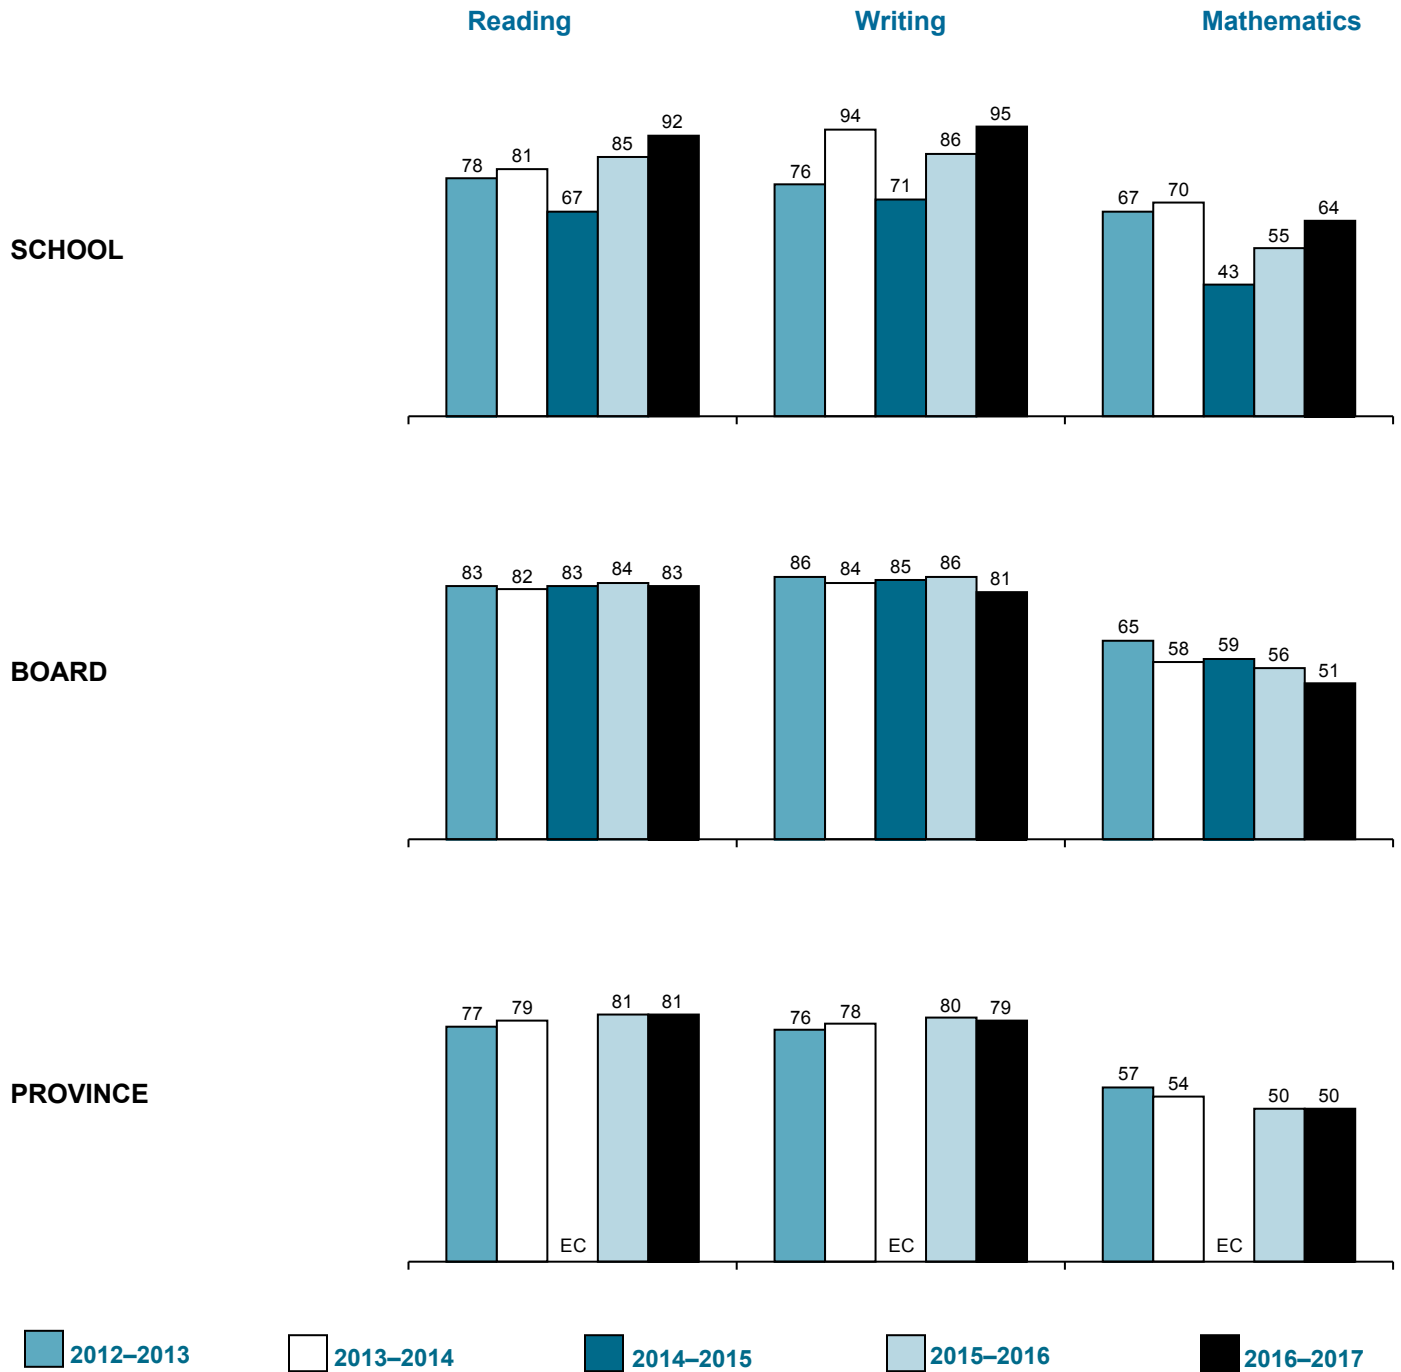 Reading Writing Mathematics
SCHOOL
78 81 67 85 92
76 94 71 86 95
67 70 43 55 64
BOARD
83 82 83 84 83
86 84 85 86 81
65 58 59 56 51
PROVINCE
77 79 EC 81 81
76 78 EC 80 79
57 54 EC 50 50
2012–2013 2013–2014 2014–2015 2015–2016 2016–2017